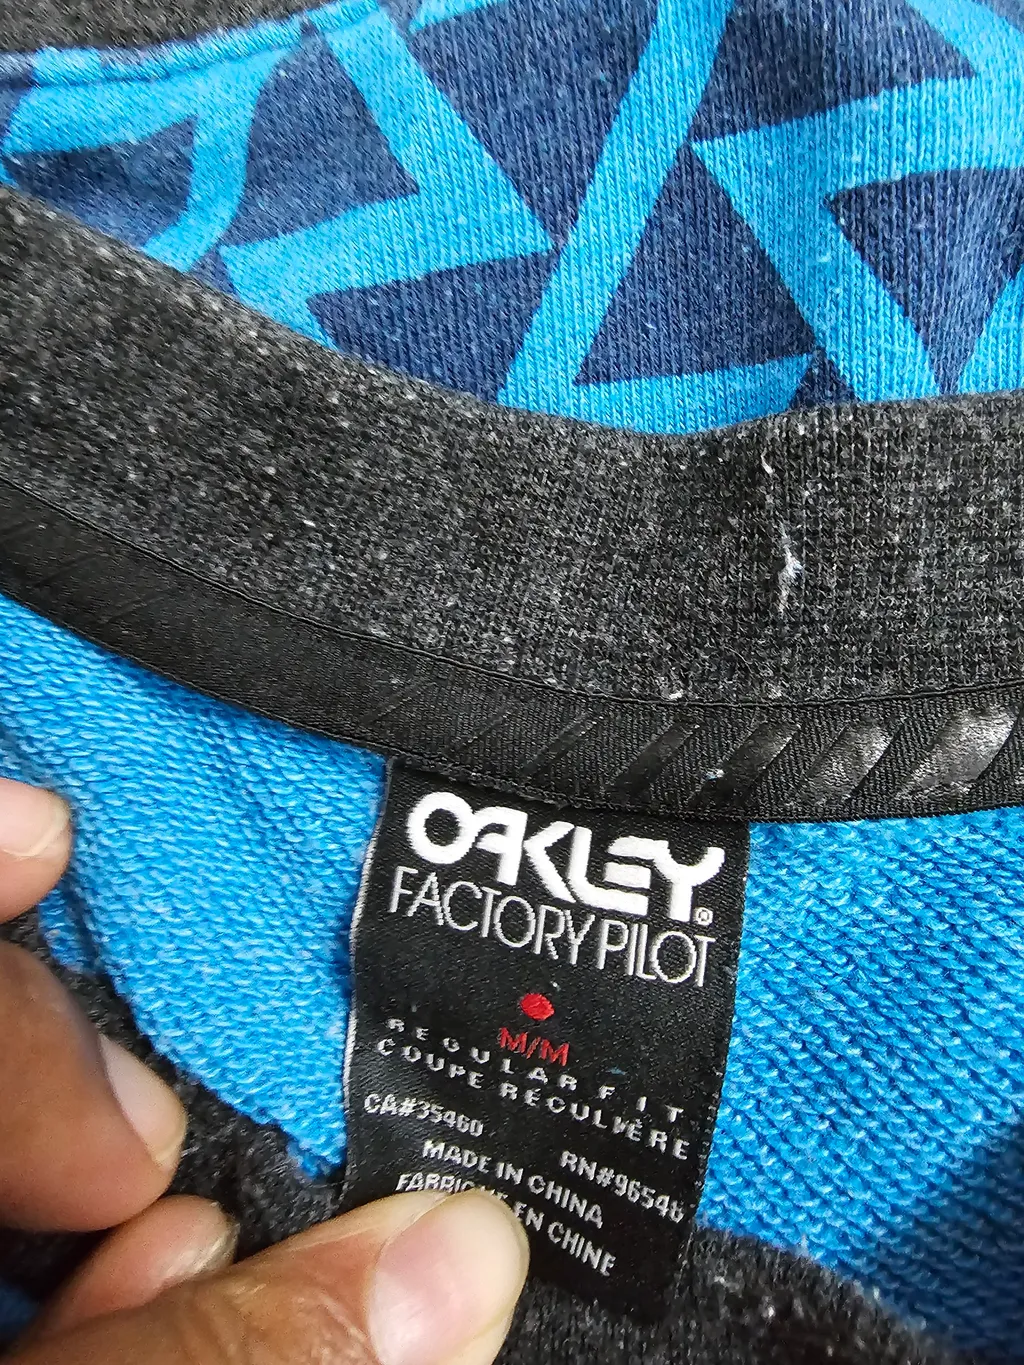 OAKLEY®
FACTORY PILOT
M/M
REGULAR FIT
COUPE RÉGULIÈRE
CA#35460
RN#96546
MADE IN CHINA
EN CHINE